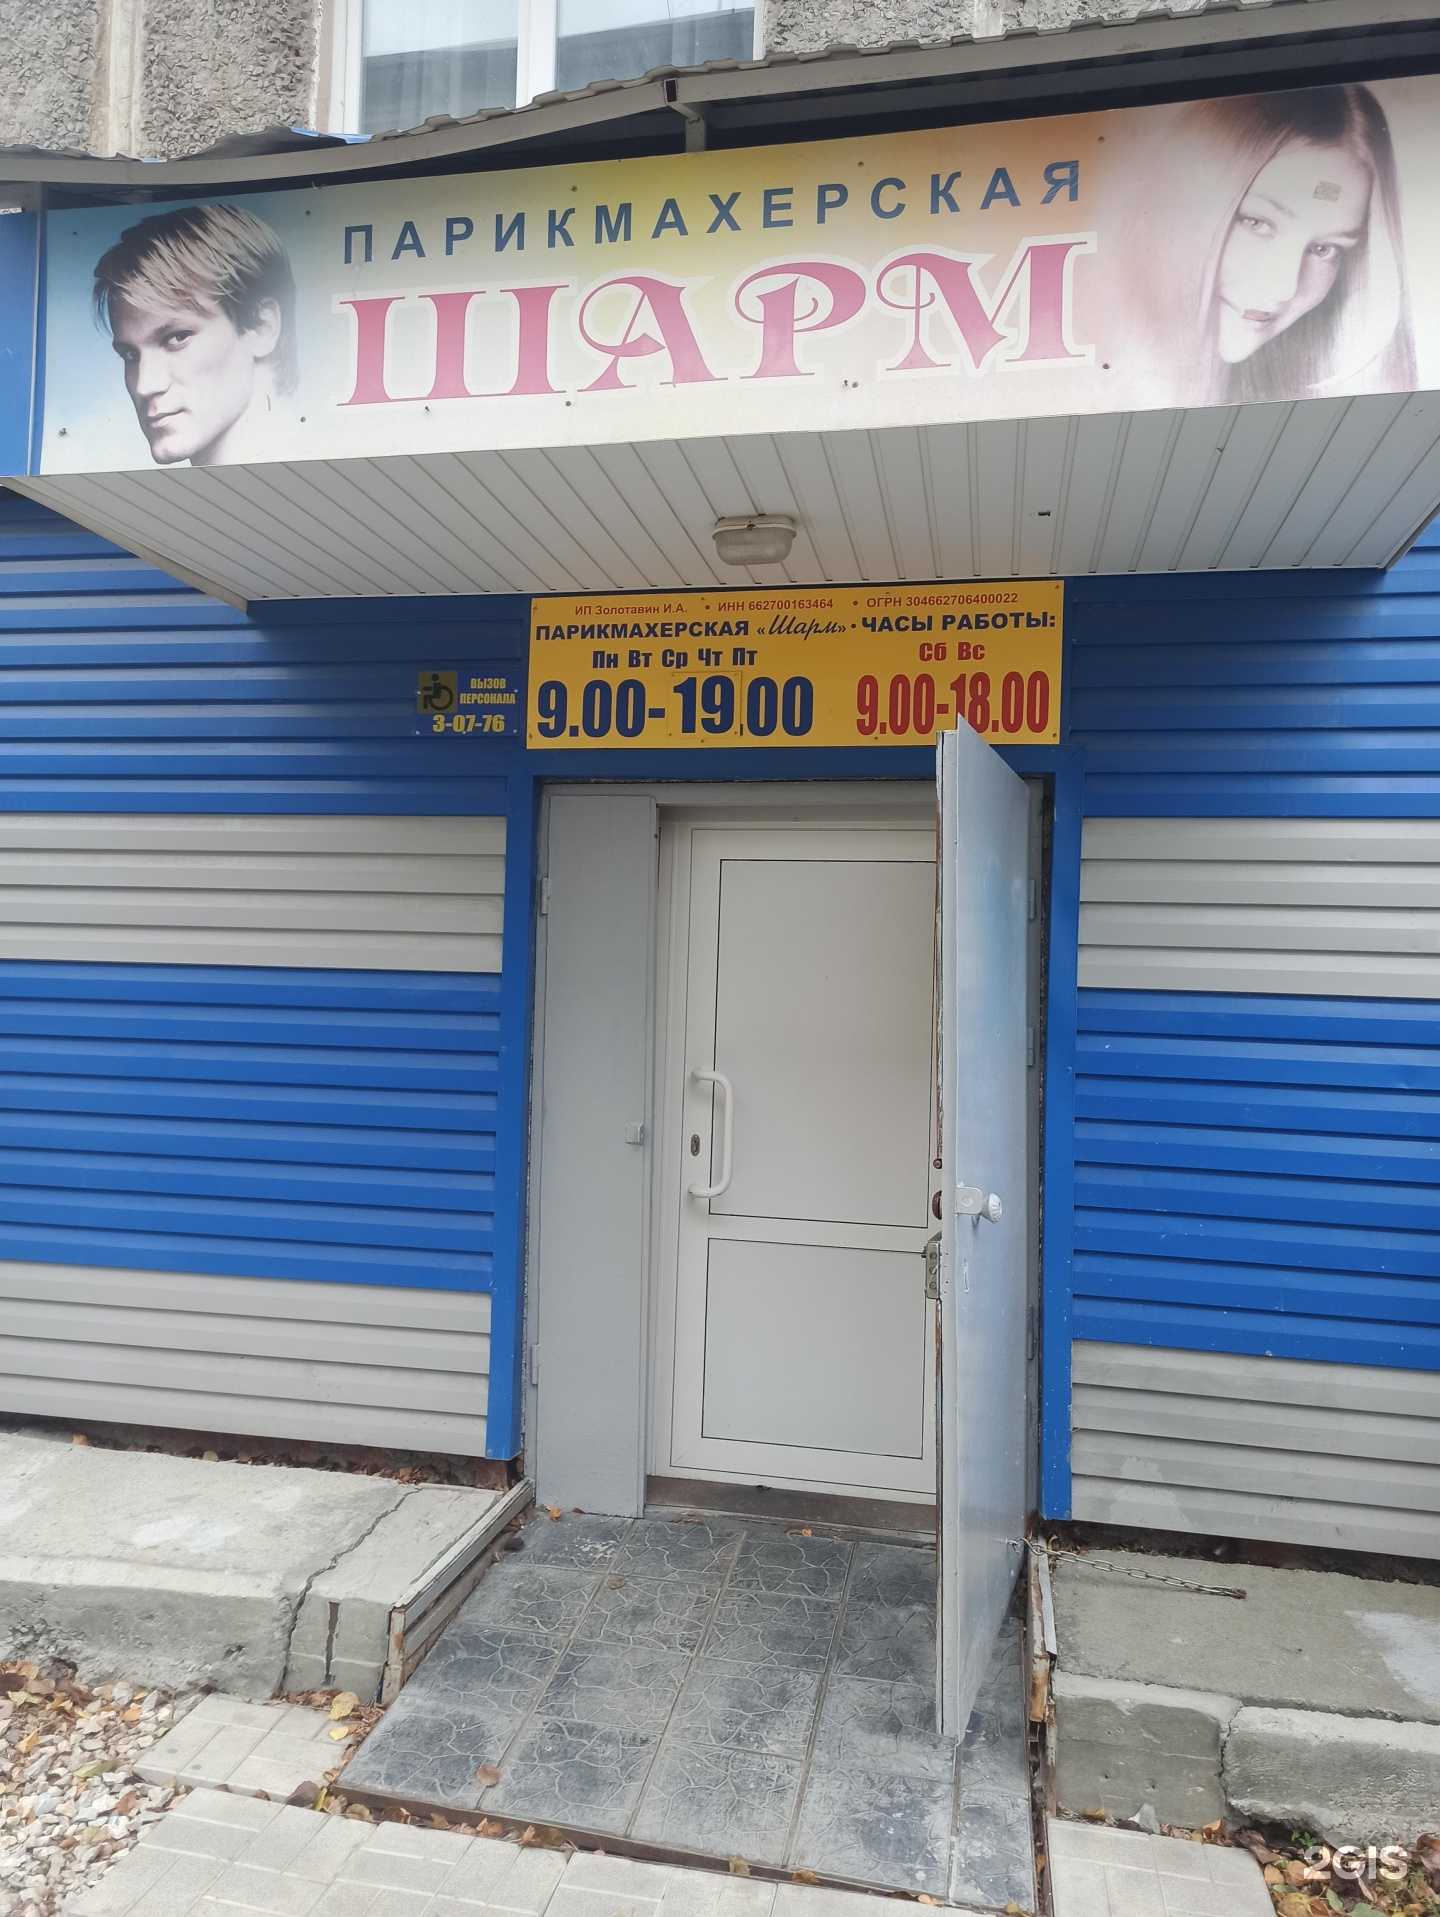 ПАРИКМАХЕРСКАЯ
ШАРМ
ИП Золотавин И.А. • ИНН 662700163464 • ОГРН 304662706400022
ПАРИКМАХЕРСКАЯ «Шарм» • ЧАСЫ РАБОТЫ:
Пн Вт Ср Чт Пт Сб Вс
9.00-19.00 9.00-18.00
ВЫЗОВ
ПЕРСОНАЛА
3-07-76
2GIS